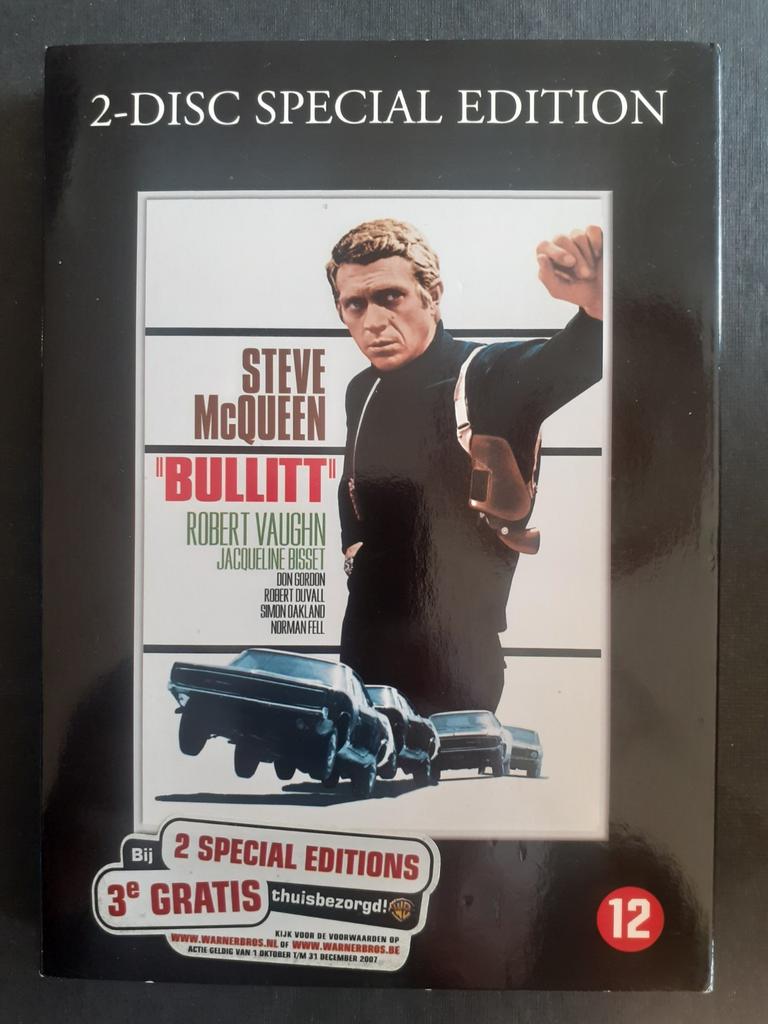 2-DISC SPECIAL EDITION
STEVE
McQUEEN
"BULLITT"
ROBERT VAUGHN
JACQUELINE BISSET
DON GORDON
ROBERT DUVALL
SIMON OAKLAND
NORMAN FELL
Bij 2 SPECIAL EDITIONS
3e GRATIS thuisbezorgd! WB
KIJK VOOR DE VOORWAARDEN OP
WWW.WARNERBROS.NL OF WWW.WARNERBROS.BE
ACTIE GELDIG VAN 1 OKTOBER T/M 31 DECEMBER 2007
12